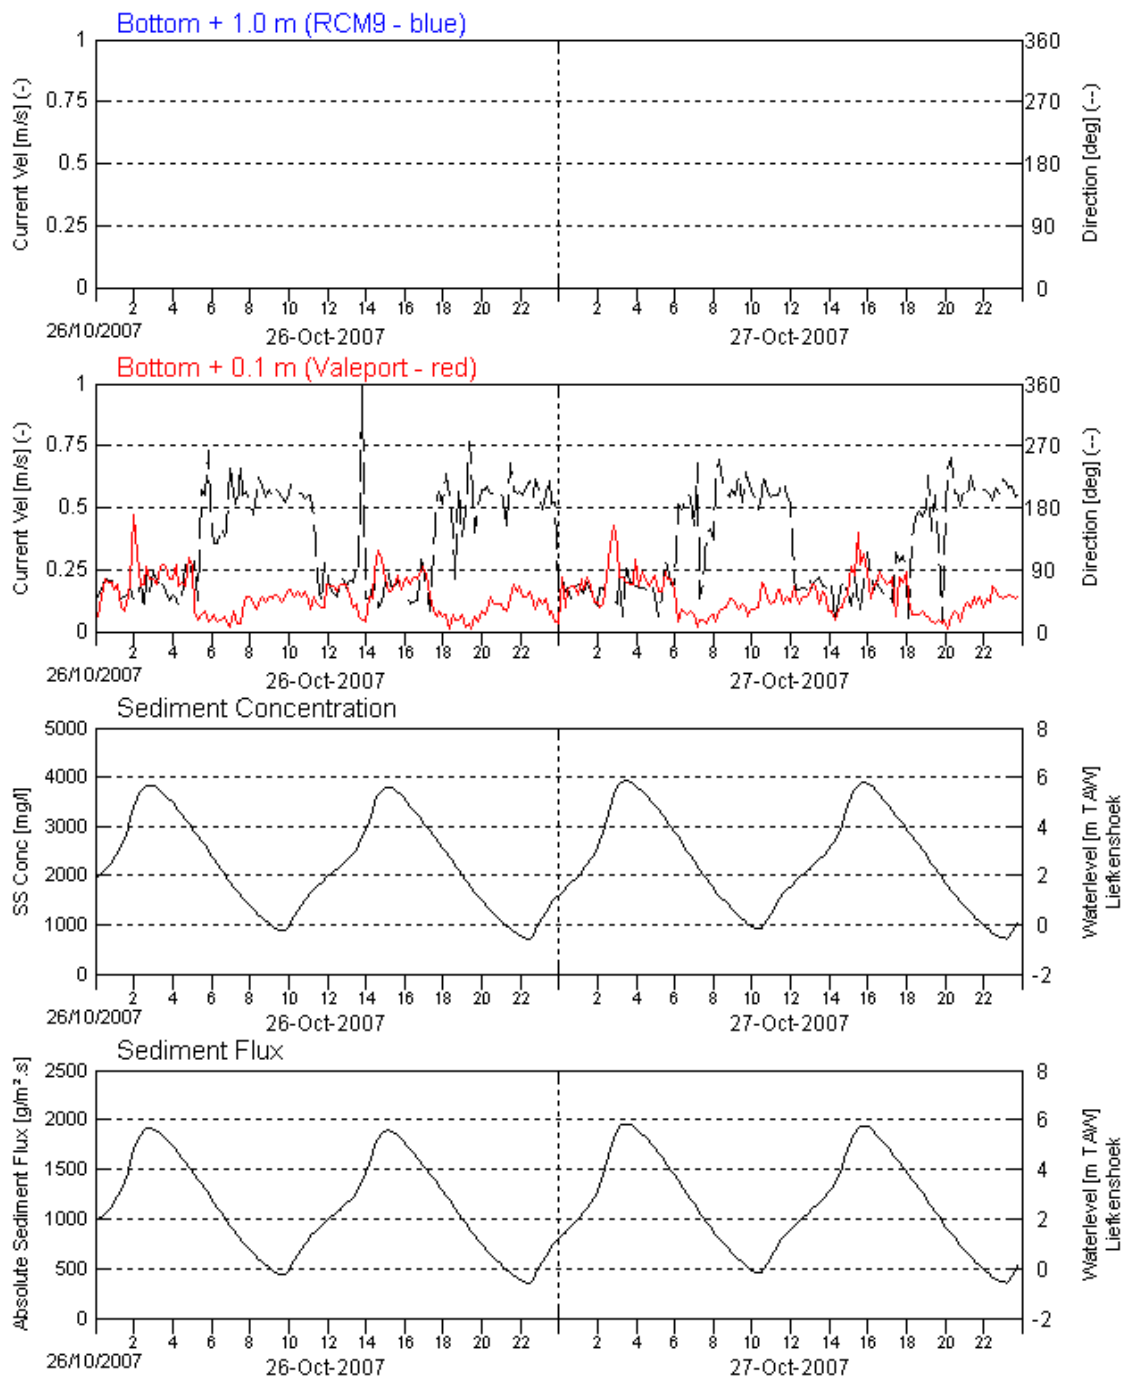 Bottom + 1.0 m (RCM9 - blue)
Current Vel [m/s] (-)
1
0.75
0.5
0.25
0
360
270
180
90
0
Direction [deg] (--)
2 4 6 8 10 12 14 16 18 20 22 2 4 6 8 10 12 14 16 18 20 22
26/10/2007 26-Oct-2007 27-Oct-2007
Bottom + 0.1 m (Valeport - red)
Current Vel [m/s] (-)
1
0.75
0.5
0.25
0
360
270
180
90
0
Direction [deg] (--)
2 4 6 8 10 12 14 16 18 20 22 2 4 6 8 10 12 14 16 18 20 22
26/10/2007 26-Oct-2007 27-Oct-2007
Sediment Concentration
SS Conc [mg/l]
5000
4000
3000
2000
1000
0
8
6
4
2
0
-2
Waterlevel [m TAW]
Liefkenshoek
2 4 6 8 10 12 14 16 18 20 22 2 4 6 8 10 12 14 16 18 20 22
26/10/2007 26-Oct-2007 27-Oct-2007
Sediment Flux
Absolute Sediment Flux [g/m².s]
2500
2000
1500
1000
500
0
8
6
4
2
0
-2
Waterlevel [m TAW]
Liefkenshoek
2 4 6 8 10 12 14 16 18 20 22 2 4 6 8 10 12 14 16 18 20 22
26/10/2007 26-Oct-2007 27-Oct-2007